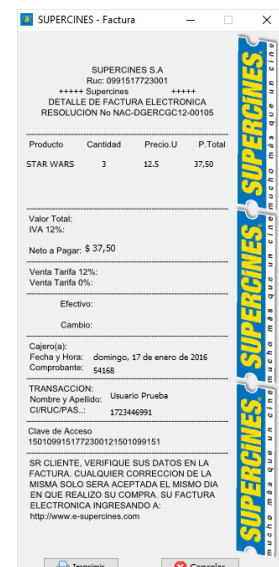 SUPERCINES - Factura
SUPERCINES S.A
Ruc: 0991517723001
+++++ Supercines +++++
DETALLE DE FACTURA ELECTRONICA
RESOLUCION No NAC-DGERCGC12-00105
Producto Cantidad Precio.U P.Total
STAR WARS 3 12.5 37,50
Valor Total:
IVA 12%:
Neto a Pagar: $ 37,50
Venta Tarifa 12%:
Venta Tarifa 0%:
Efectivo:
Cambio:
Cajero(a):
Fecha y Hora: domingo, 17 de enero de 2016
Comprobante: 54168
TRANSACCION:
Nombre y Apellido: Usuario Prueba
CI/RUC/PAS..: 1723446991
Clave de Acceso
1501099151772300121501099151
SR CLIENTE, VERIFIQUE SUS DATOS EN LA
FACTURA. CUALQUIER CORRECCION DE LA
MISMA SOLO SERA ACEPTADA EL MISMO DIA
EN QUE REALIZO SU COMPRA. SU FACTURA
ELECTRONICA INGRESANDO A:
http://www.e-supercines.com
Imprimir Cancelar
SUPERCINES
mucho más que un cine
SUPERCINES
mucho más que un cine
SUPERCINES
mucho más que un cine